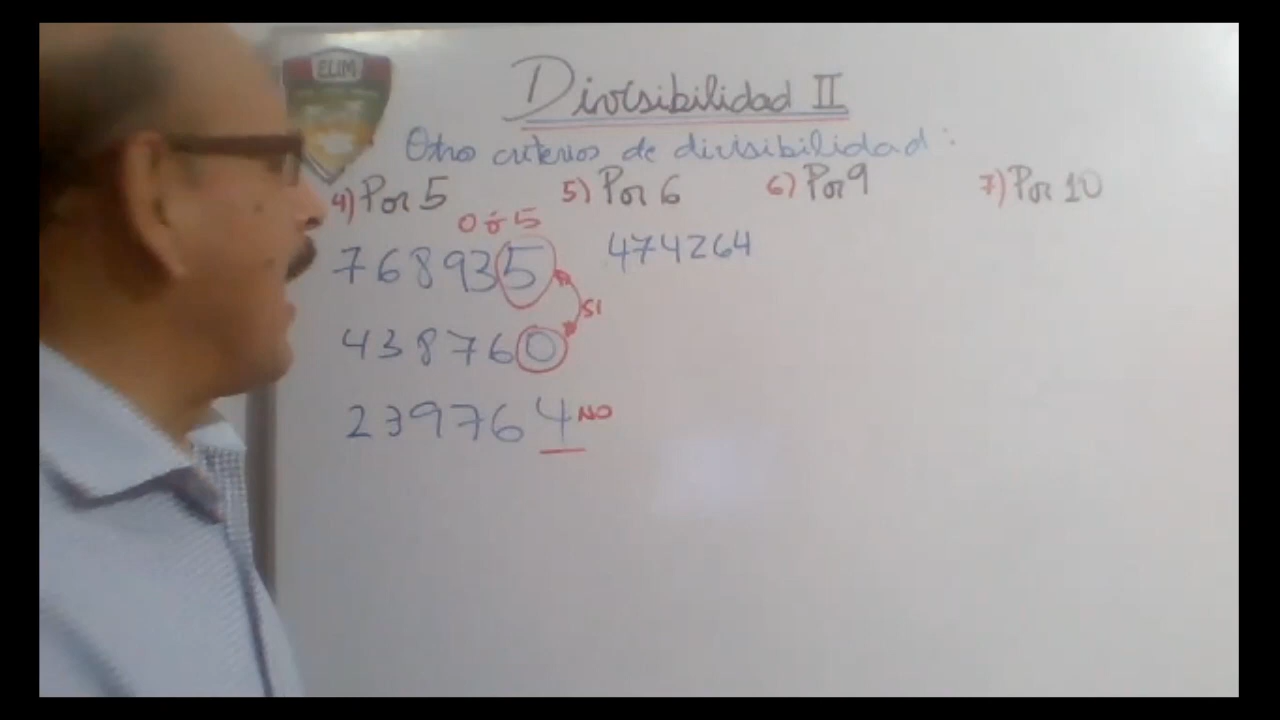 ELIM
Divisibilidad II
Otros criterios de divisibilidad:
4) Por 5
5) Por 6
6) Por 9
7) Por 10
0 ó 5
768935
474264
SI
438760
239764 NO